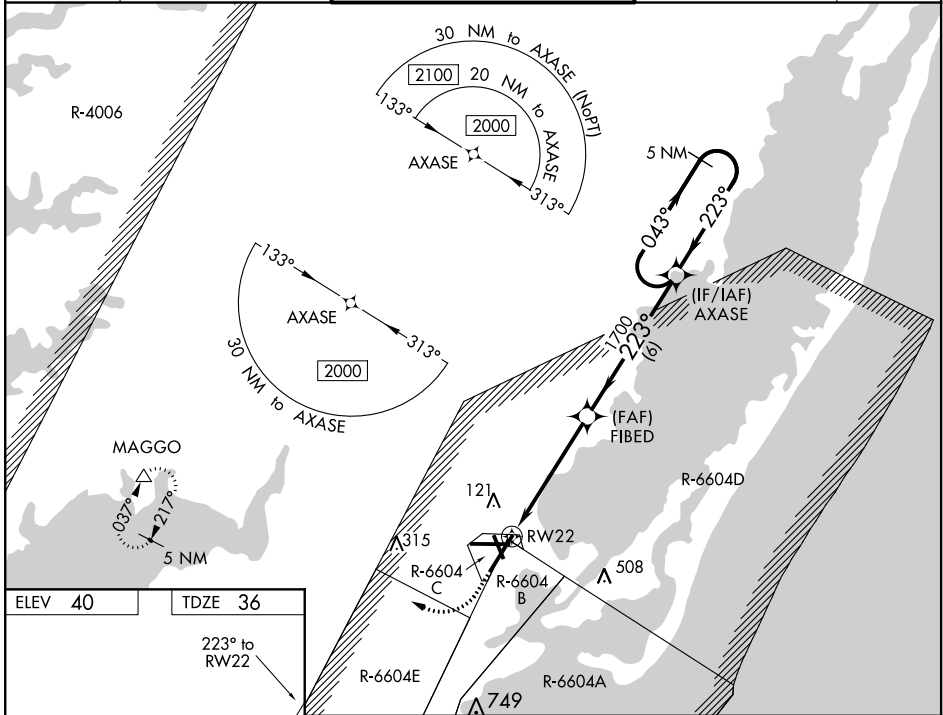 30 NM to AXASE (NoPT)
2100
20 NM to AXASE
2000
133°
AXASE
313°
R-4006
5 NM
043°
223°
(IF/IAF)
AXASE
133°
AXASE
313°
2000
30 NM to AXASE
1700
223°
(6)
(FAF)
FIBED
MAGGO
037°
217°
5 NM
121
R-6604D
315
RW22
R-6604
C
R-6604
B
508
ELEV 40
TDZE 36
223° to
RW22
R-6604E
R-6604A
749